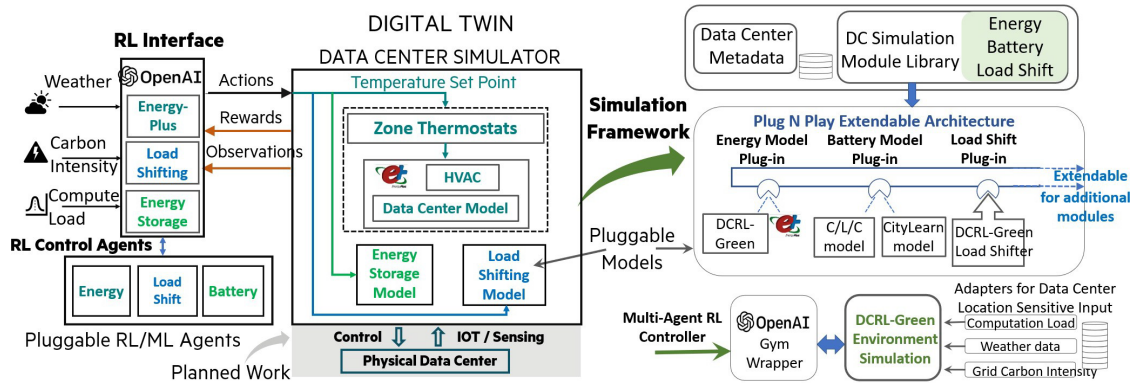 DIGITAL TWIN
RL Interface
DATA CENTER SIMULATOR
OpenAI
Weather
Carbon
Intensity
Compute
Load
Energy-
Plus
Load
Shifting
Energy
Storage
Actions
Rewards
Observations
RL Control Agents
Energy
Load
Shift
Battery
Pluggable RL/ML Agents
Planned Work
Temperature Set Point
Zone Thermostats
HVAC
Data Center Model
Energy
Storage
Model
Load
Shifting
Model
Control
IOT / Sensing
Physical Data Center
Simulation
Framework
Pluggable
Models
Data Center
Metadata
DC Simulation
Module Library
Energy
Battery
Load Shift
Plug N Play Extendable Architecture
Energy Model
Plug-in
Battery Model
Plug-in
Load Shift
Plug-in
Extendable
for additional
modules
DCRL-
Green
C/L/C
model
CityLearn
model
DCRL-Green
Load Shifter
Multi-Agent RL
Controller
OpenAI
Gym
Wrapper
DCRL-Green
Environment
Simulation
Adapters for Data Center
Location Sensitive Input
Computation Load
Weather data
Grid Carbon Intensity